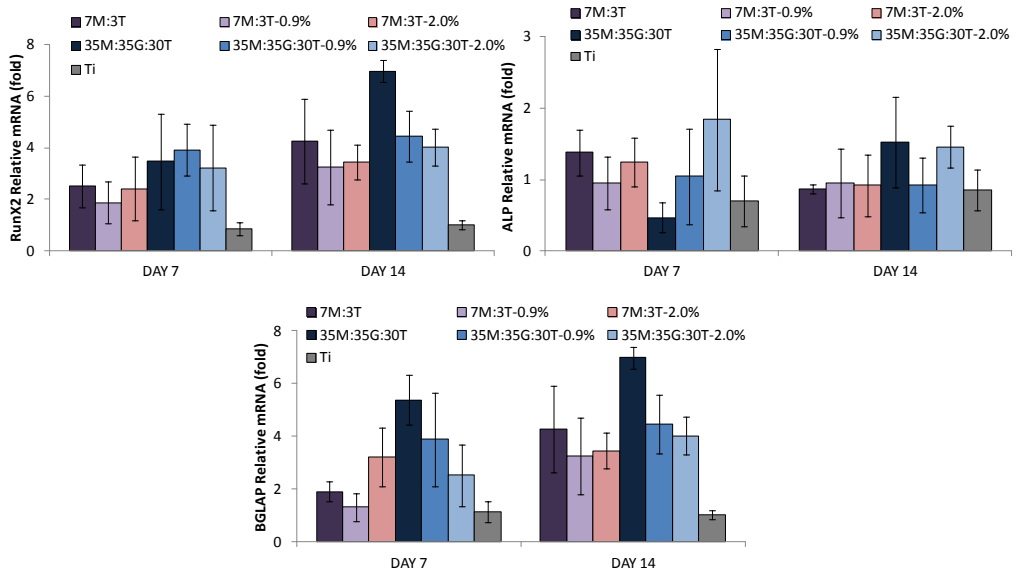 7M:3T 7M:3T-0.9% 7M:3T-2.0%
35M:35G:30T 35M:35G:30T-0.9% 35M:35G:30T-2.0%
Ti
RunX2 Relative mRNA (fold)
8
6
4
2
0
DAY 7 DAY 14
7M:3T 7M:3T-0.9% 7M:3T-2.0%
35M:35G:30T 35M:35G:30T-0.9% 35M:35G:30T-2.0%
Ti
ALP Relative mRNA (fold)
3
2
1
0
DAY 7 DAY 14
7M:3T 7M:3T-0.9% 7M:3T-2.0%
35M:35G:30T 35M:35G:30T-0.9% 35M:35G:30T-2.0%
Ti
BGLAP Relative mRNA (fold)
8
6
4
2
0
DAY 7 DAY 14